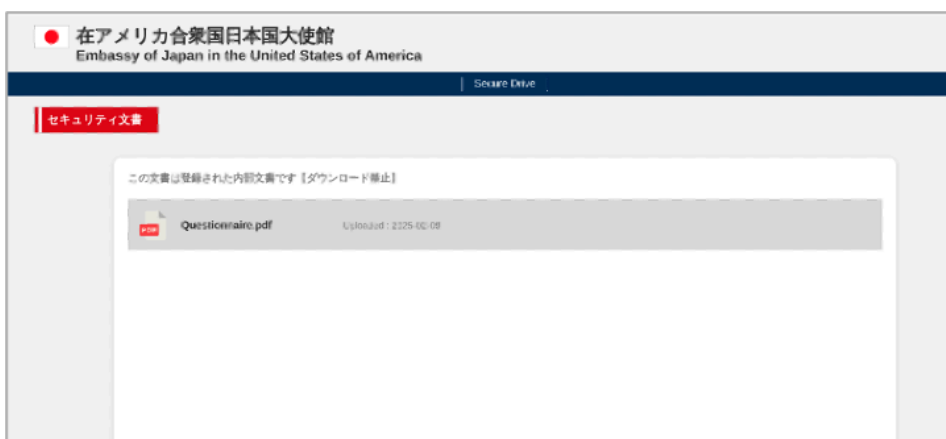 在アメリカ合衆国日本国大使館
Embassy of Japan in the United States of America
Secure Drive
セキュリティ文書
この文書は登録された内部文書です【ダウンロード禁止】
PDF
Questionnaire.pdf
Uploaded : 2025-02-08